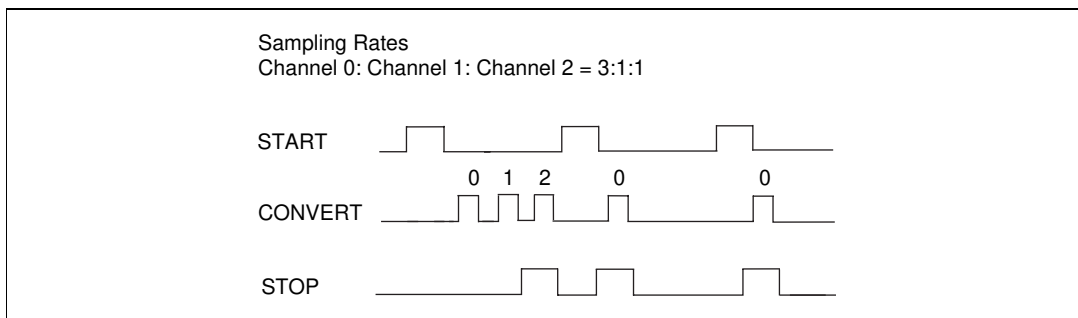 Sampling Rates
Channel 0: Channel 1: Channel 2 = 3:1:1
START
0 1 2 0 0
CONVERT
STOP